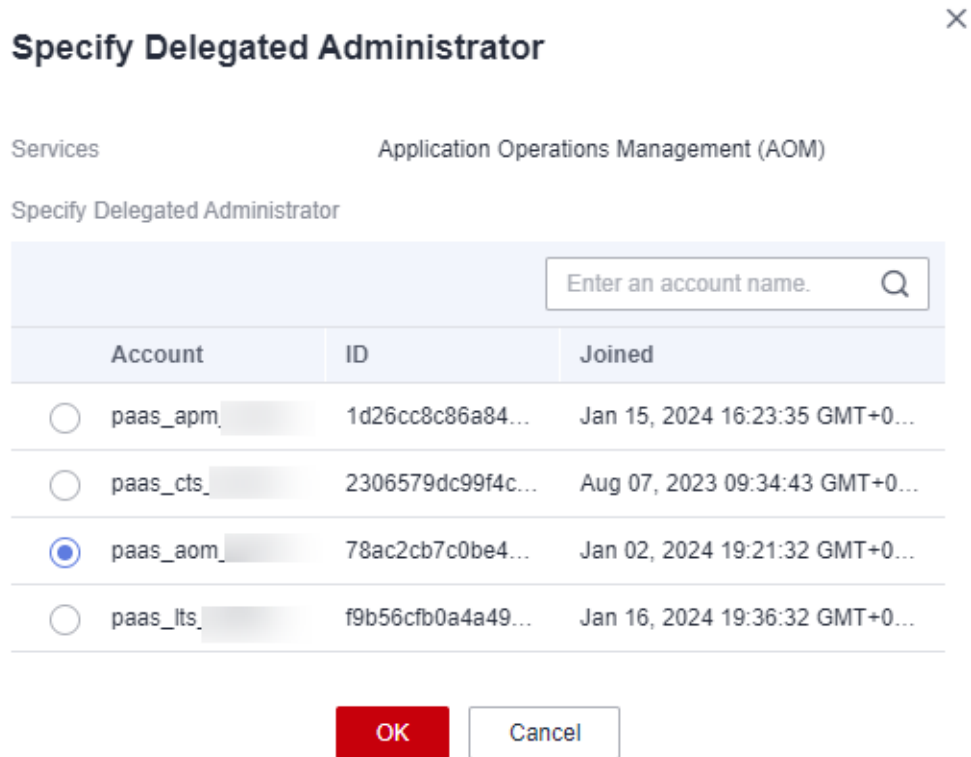 Specify Delegated Administrator
Services Application Operations Management (AOM)
Specify Delegated Administrator
Enter an account name.
Account ID Joined
paas_apm_ 1d26cc8c86a84... Jan 15, 2024 16:23:35 GMT+0...
paas_cts_ 2306579dc99f4c... Aug 07, 2023 09:34:43 GMT+0...
paas_aom_ 78ac2cb7c0be4... Jan 02, 2024 19:21:32 GMT+0...
paas_lts_ f9b56cfb0a4a49... Jan 16, 2024 19:36:32 GMT+0...
OK Cancel